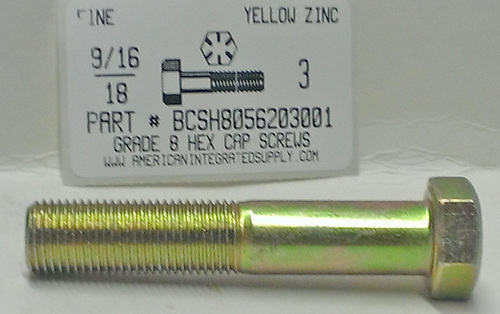 FINE YELLOW ZINC
9/16
18
3
PART # BCSH8056203001
GRADE 8 HEX CAP SCREWS
WWW.AMERICANINTEGRATEDSUPPLY.COM